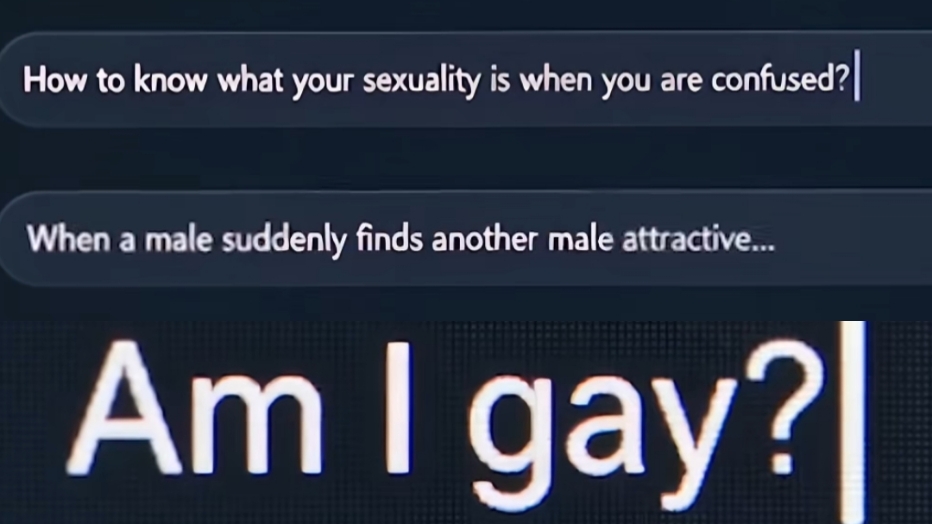 How to know what your sexuality is when you are confused?
When a male suddenly finds another male attractive...
Am I gay?